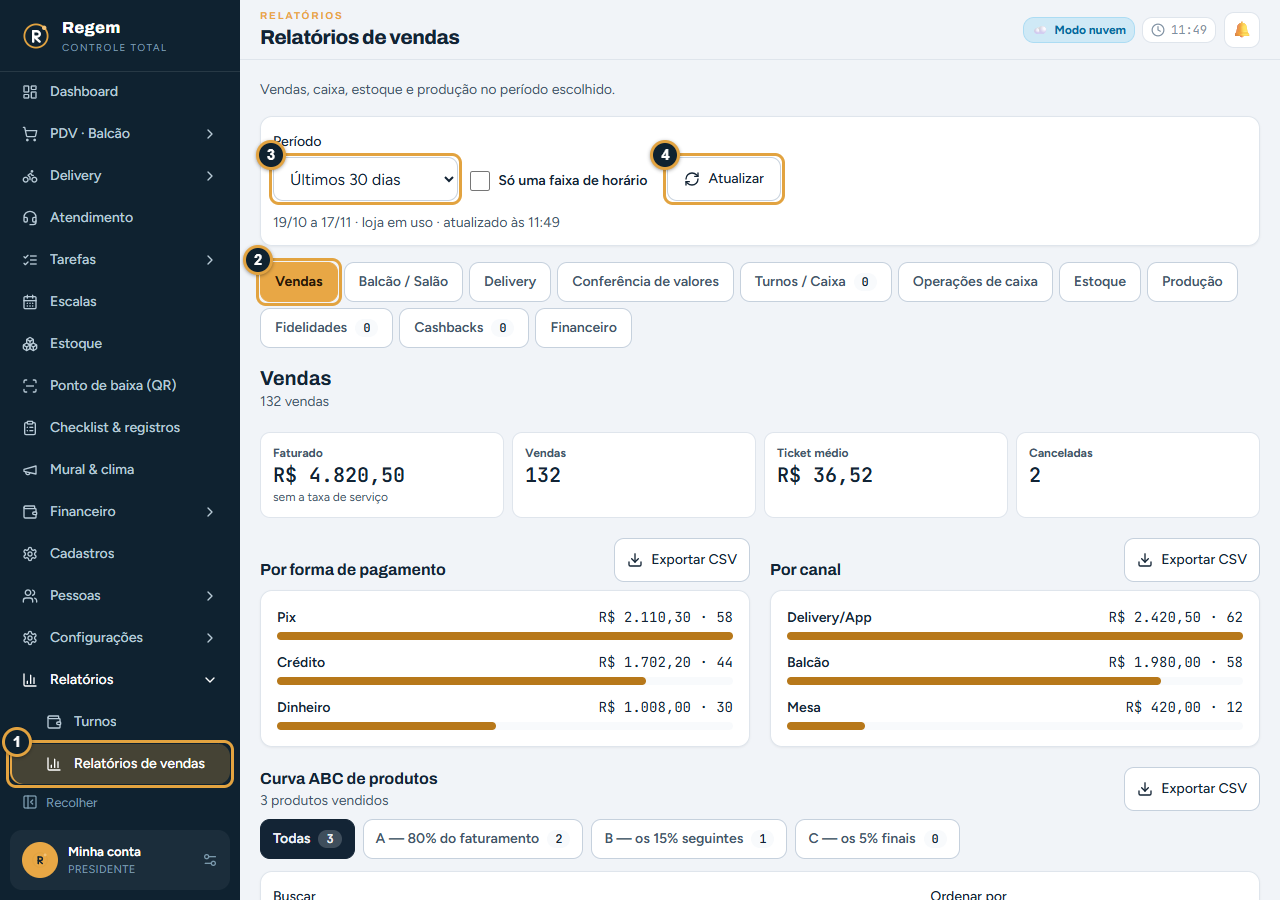 Regem
CONTROLE TOTAL
Dashboard
PDV · Balcão
Delivery
Atendimento
Tarefas
Escalas
Estoque
Ponto de baixa (QR)
Checklist & registros
Mural & clima
Financeiro
Cadastros
Pessoas
Configurações
Relatórios
Turnos
1
Relatórios de vendas
Recolher
R
Minha conta
PRESIDENTE
RELATÓRIOS
Relatórios de vendas
Modo nuvem
11:49
Vendas, caixa, estoque e produção no período escolhido.
Período
3
Últimos 30 dias
Só uma faixa de horário
4
Atualizar
19/10 a 17/11 · loja em uso · atualizado às 11:49
2
Vendas
Balcão / Salão
Delivery
Conferência de valores
Turnos / Caixa 0
Operações de caixa
Estoque
Produção
Fidelidades 0
Cashbacks 0
Financeiro
Vendas
132 vendas
Faturado
R$ 4.820,50
sem a taxa de serviço
Vendas
132
Ticket médio
R$ 36,52
Canceladas
2
Por forma de pagamento
Exportar CSV
Pix R$ 2.110,30 · 58
Crédito R$ 1.702,20 · 44
Dinheiro R$ 1.008,00 · 30
Por canal
Exportar CSV
Delivery/App R$ 2.420,50 · 62
Balcão R$ 1.980,00 · 58
Mesa R$ 420,00 · 12
Curva ABC de produtos
3 produtos vendidos
Exportar CSV
Todas 3
A — 80% do faturamento 2
B — os 15% seguintes 1
C — os 5% finais 0
Buscar
Ordenar por